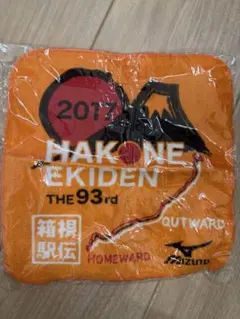 2017
HAKONE
EKIDEN
THE 93rd
OUTWARD
箱根
駅伝
HOMEWARD
MIZUNO